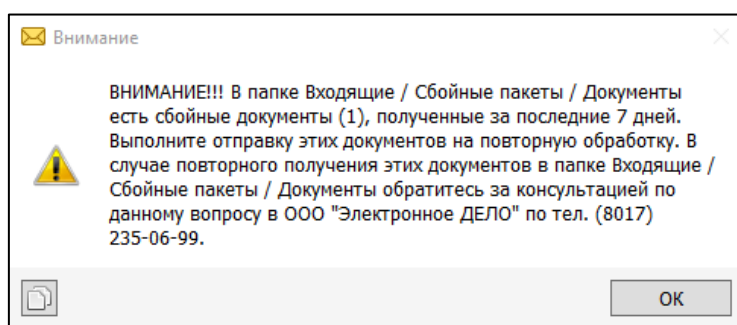 Внимание
ВНИМАНИЕ!!! В папке Входящие / Сбойные пакеты / Документы
есть сбойные документы (1), полученные за последние 7 дней.
Выполните отправку этих документов на повторную обработку. В
случае повторного получения этих документов в папке Входящие /
Сбойные пакеты / Документы обратитесь за консультацией по
данному вопросу в ООО "Электронное ДЕЛО" по тел. (8017)
235-06-99.
ОК